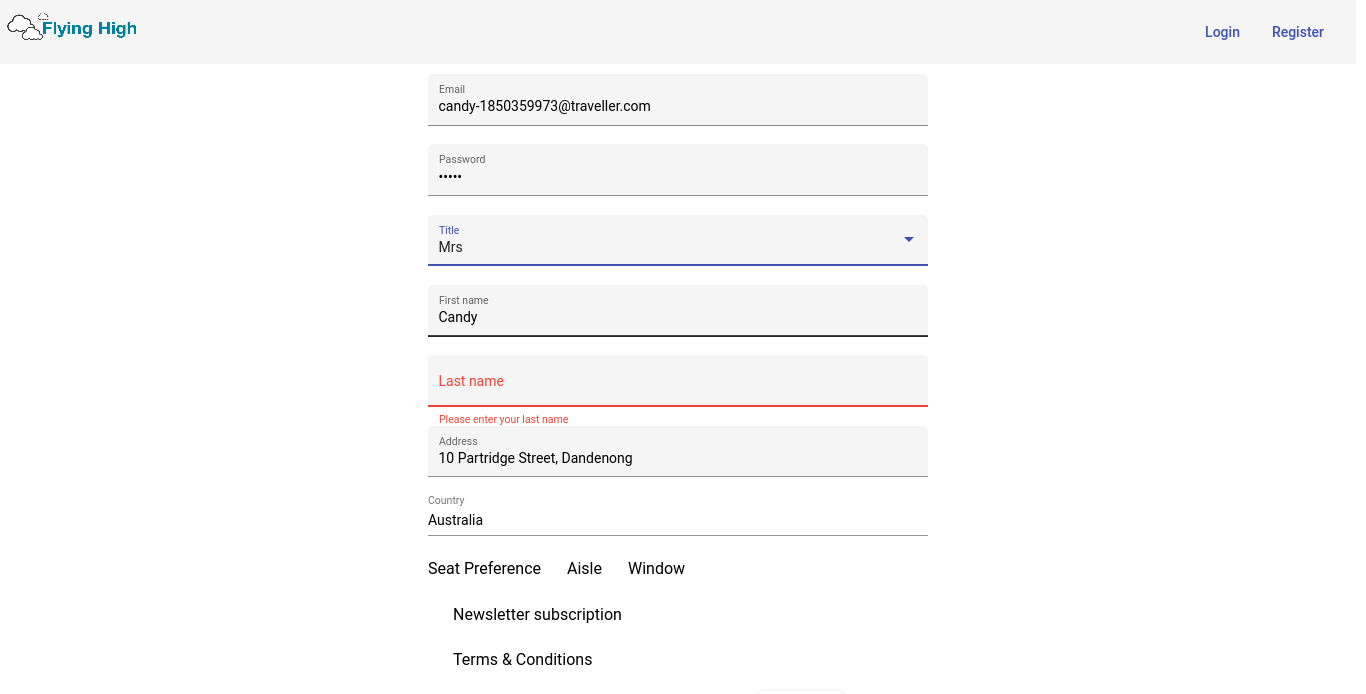 Flying High
Login Register
Email
candy-1850359973@traveller.com
Password
•••••
Title
Mrs
First name
Candy
Last name
Please enter your last name
Address
10 Partridge Street, Dandenong
Country
Australia
Seat Preference Aisle Window
Newsletter subscription
Terms & Conditions